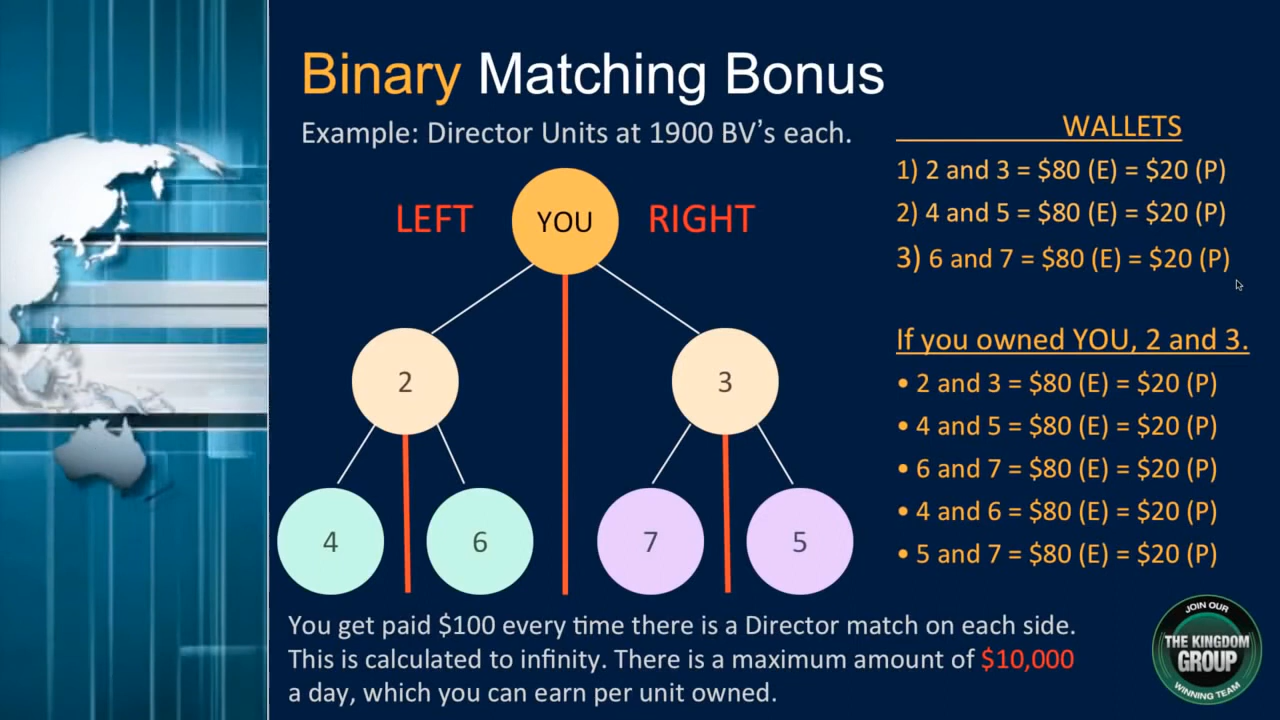 Binary Matching Bonus
Example: Director Units at 1900 BV’s each.
LEFT
YOU
RIGHT
2
3
4
6
7
5
WALLETS
1) 2 and 3 = $80 (E) = $20 (P)
2) 4 and 5 = $80 (E) = $20 (P)
3) 6 and 7 = $80 (E) = $20 (P)
If you owned YOU, 2 and 3.
• 2 and 3 = $80 (E) = $20 (P)
• 4 and 5 = $80 (E) = $20 (P)
• 6 and 7 = $80 (E) = $20 (P)
• 4 and 6 = $80 (E) = $20 (P)
• 5 and 7 = $80 (E) = $20 (P)
You get paid $100 every time there is a Director match on each side.
This is calculated to infinity. There is a maximum amount of $10,000
a day, which you can earn per unit owned.
JOIN OUR
THE KINGDOM
GROUP
WINNING TEAM